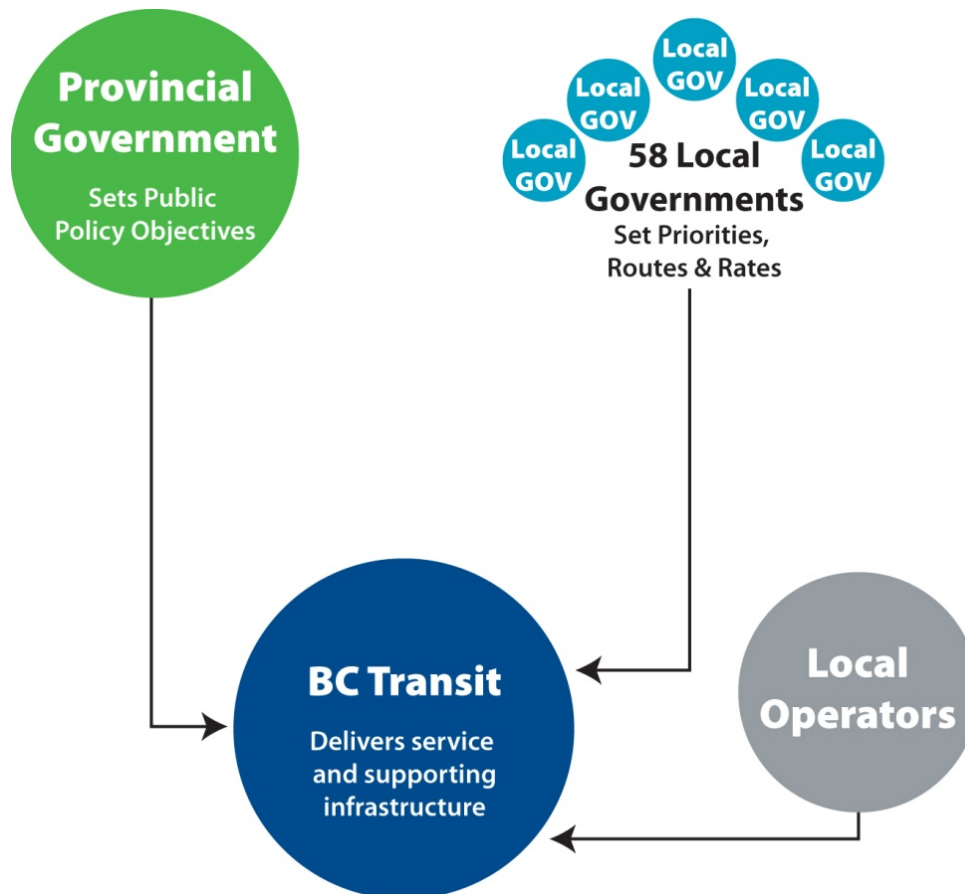 Provincial
Government
Sets Public
Policy Objectives
Local
GOV
Local
GOV
Local
GOV
Local
GOV
Local
GOV
58 Local
Governments
Set Priorities,
Routes & Rates
BC Transit
Delivers service
and supporting
infrastructure
Local
Operators